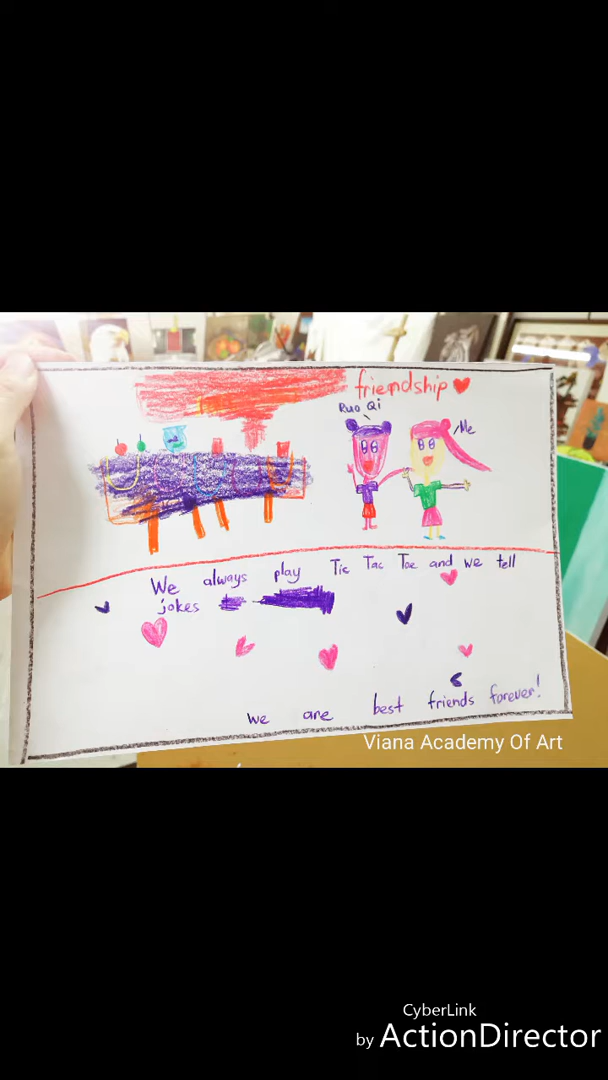 friendship
Ruo Qi
Me
We always play Tic Tac Toe and we tell
jokes
we are best friends forever!
Viana Academy Of Art
CyberLink
by ActionDirector